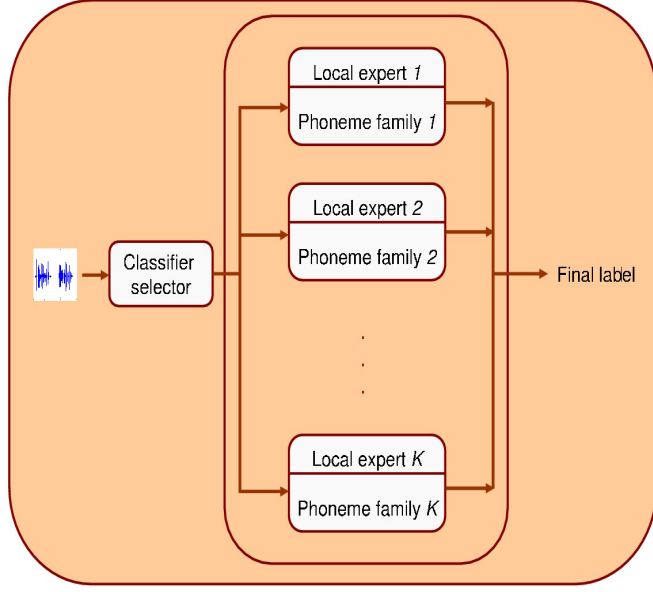 Local expert 1
Phoneme family 1
Local expert 2
Phoneme family 2
Classifier
selector
Final label
.
.
.
Local expert K
Phoneme family K